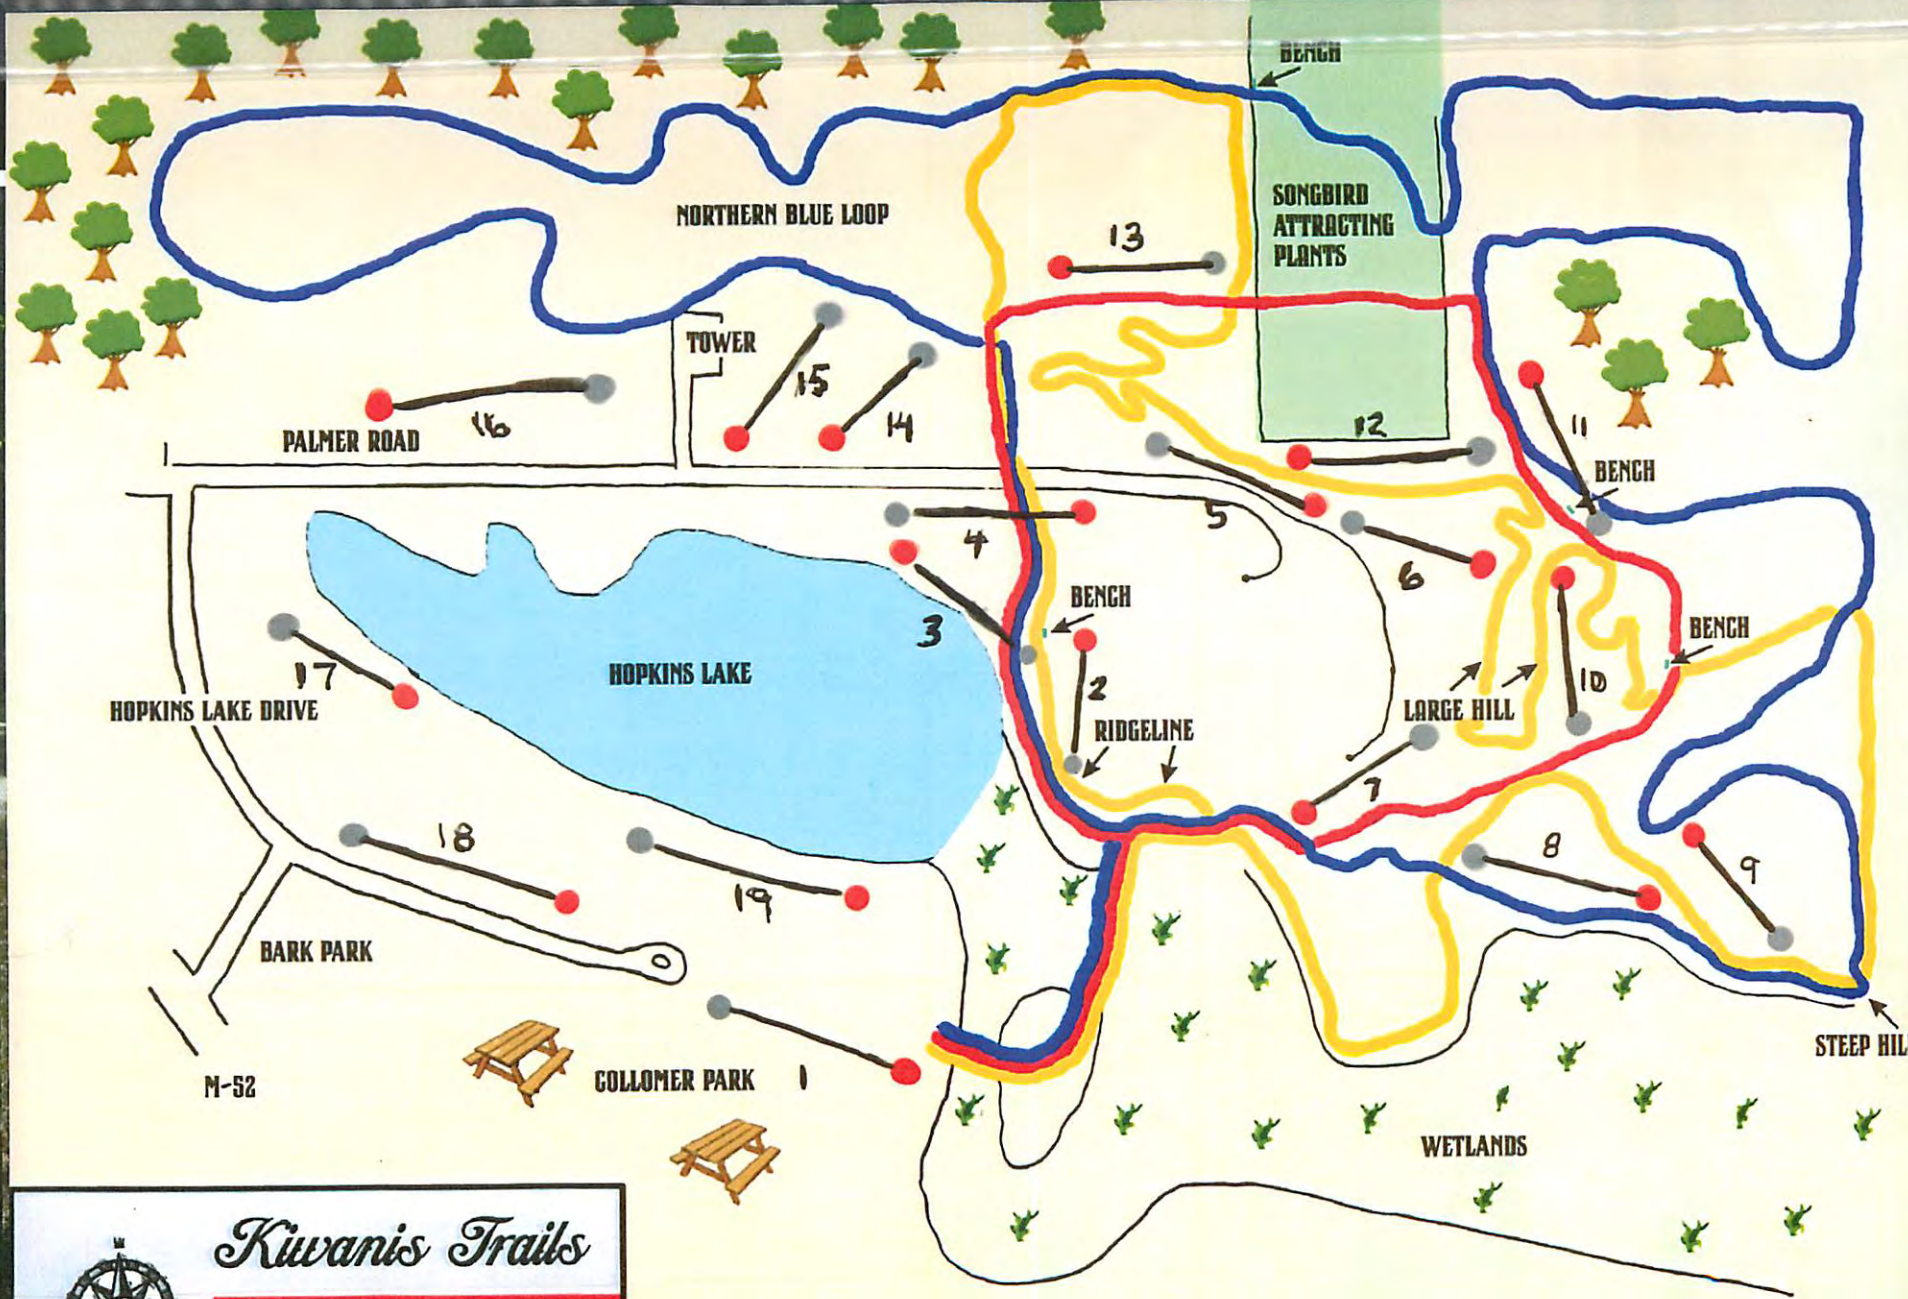 BENCH
NORTHERN BLUE LOOP
SONGBIRD
ATTRACTING
PLANTS
13
TOWER
15
14
16
PALMER ROAD
12
11
BENCH
5
4
6
3
BENCH
BENCH
HOPKINS LAKE
17
2
10
HOPKINS LAKE DRIVE
LARGE HILL
RIDGELINE
7
18
8
9
19
BARK PARK
STEEP HIL
M-52
COLLOMER PARK
1
WETLANDS
Kiwanis Trails